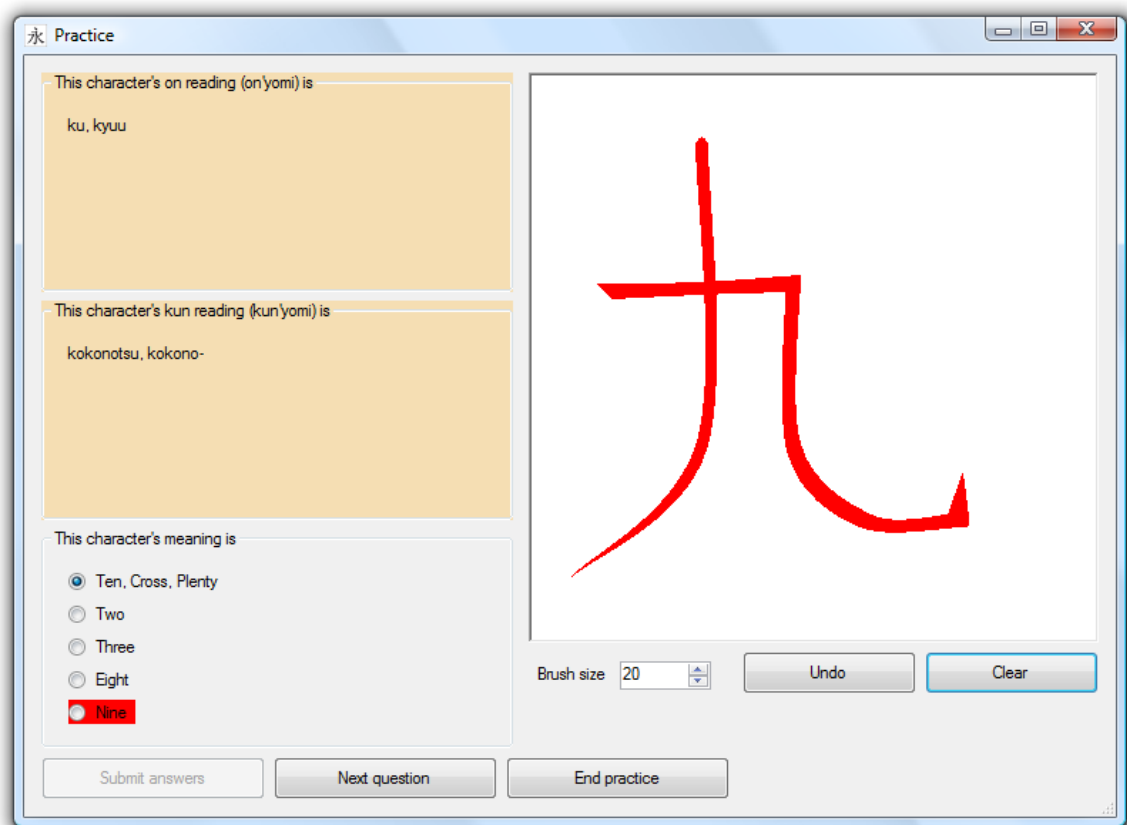 永 Practice
This character's on reading (on'yomi) is
ku, kyuu
This character's kun reading (kun'yomi) is
kokonotsu, kokono-
This character's meaning is
Ten, Cross, Plenty
Two
Three
Eight
Nine
九
Brush size 20
Undo
Clear
Submit answers
Next question
End practice